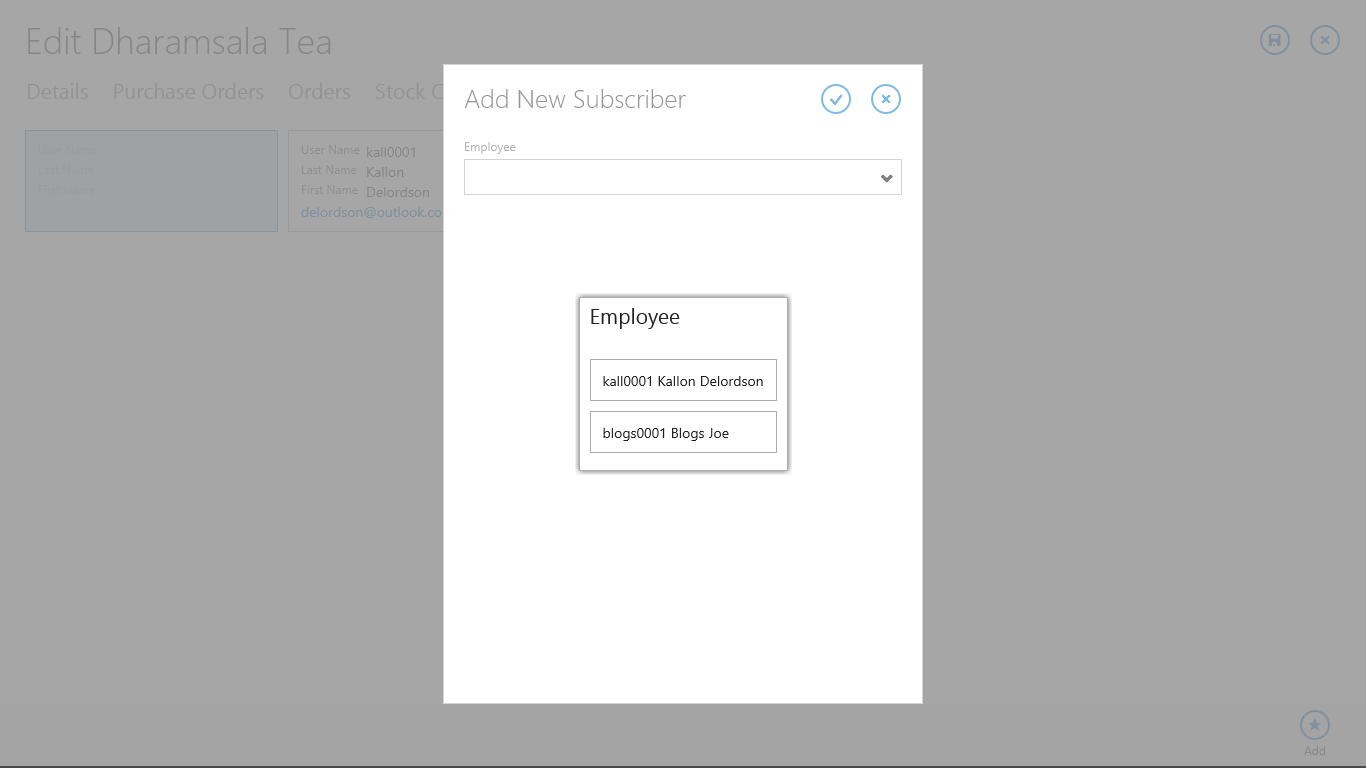 Edit Dharamsala Tea
Details Purchase Orders Orders Stock C
User Name
Last Name
First Name
User Name kall0001
Last Name Kallon
First Name Delordson
delordson@outlook.co
Add New Subscriber
Employee
Employee
kall0001 Kallon Delordson
blogs0001 Blogs Joe
Add